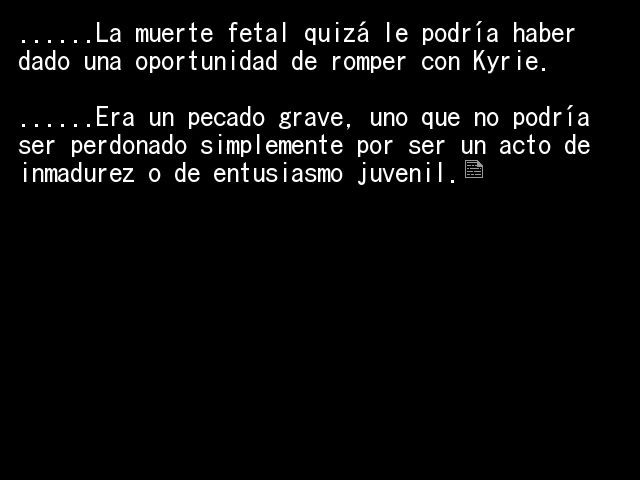 ......La muerte fetal quizá le podría haber
dado una oportunidad de romper con Kyrie.
......Era un pecado grave, uno que no podría
ser perdonado simplemente por ser un acto de
inmadurez o de entusiasmo juvenil.